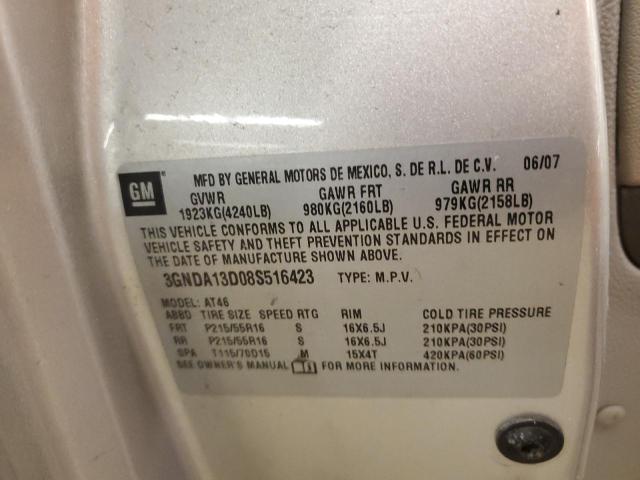 GM
MFD BY GENERAL MOTORS DE MEXICO, S. DE R.L. DE C.V. 06/07
GVWR GAWR FRT GAWR RR
1923KG(4240LB) 980KG(2160LB) 979KG(2158LB)
THIS VEHICLE CONFORMS TO ALL APPLICABLE U.S. FEDERAL MOTOR
VEHICLE SAFETY AND THEFT PREVENTION STANDARDS IN EFFECT ON
THE DATE OF MANUFACTURE SHOWN ABOVE.
3GNDA13D08S516423 TYPE: M.P.V.
MODEL: AT46
ABBD TIRE SIZE SPEED RTG RIM COLD TIRE PRESSURE
FRT P215/55R16 S 16X6.5J 210KPA(30PSI)
RR P215/55R16 S 16X6.5J 210KPA(30PSI)
SPA T115/70D15 M 15X4T 420KPA(60PSI)
SEE OWNER'S MANUAL FOR MORE INFORMATION.